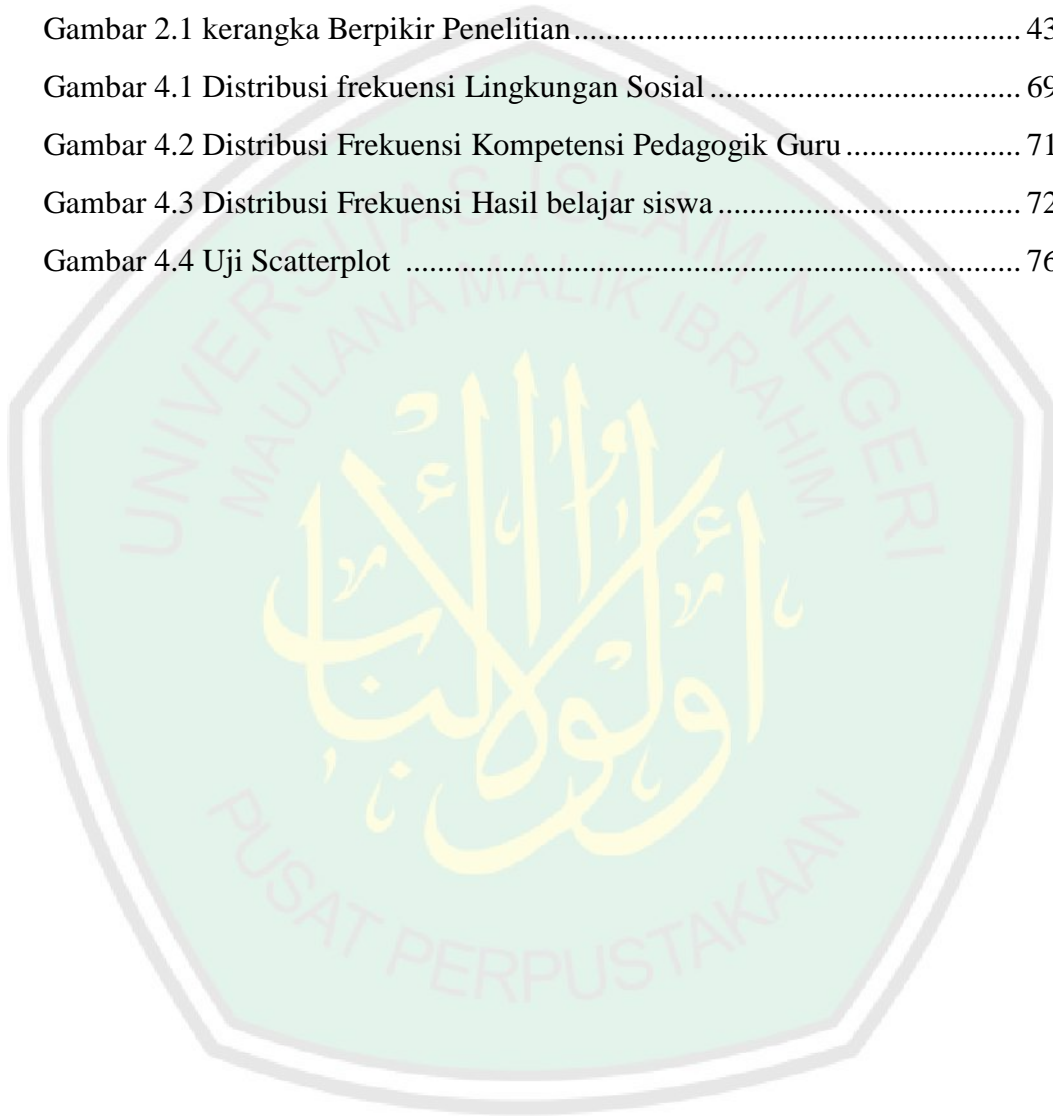 Gambar 2.1 kerangka Berpikir Penelitian ........................................................ 43
Gambar 4.1 Distribusi frekuensi Lingkungan Sosial ....................................... 69
Gambar 4.2 Distribusi Frekuensi Kompetensi Pedagogik Guru ...................... 71
Gambar 4.3 Distribusi Frekuensi Hasil belajar siswa ...................................... 72
Gambar 4.4 Uji Scatterplot ............................................................................. 76
UNIVERSITAS ISLAM NEGERI
MAULANA MALIK IBRAHIM
أولوا الألباب
PUSAT PERPUSTAKAAN